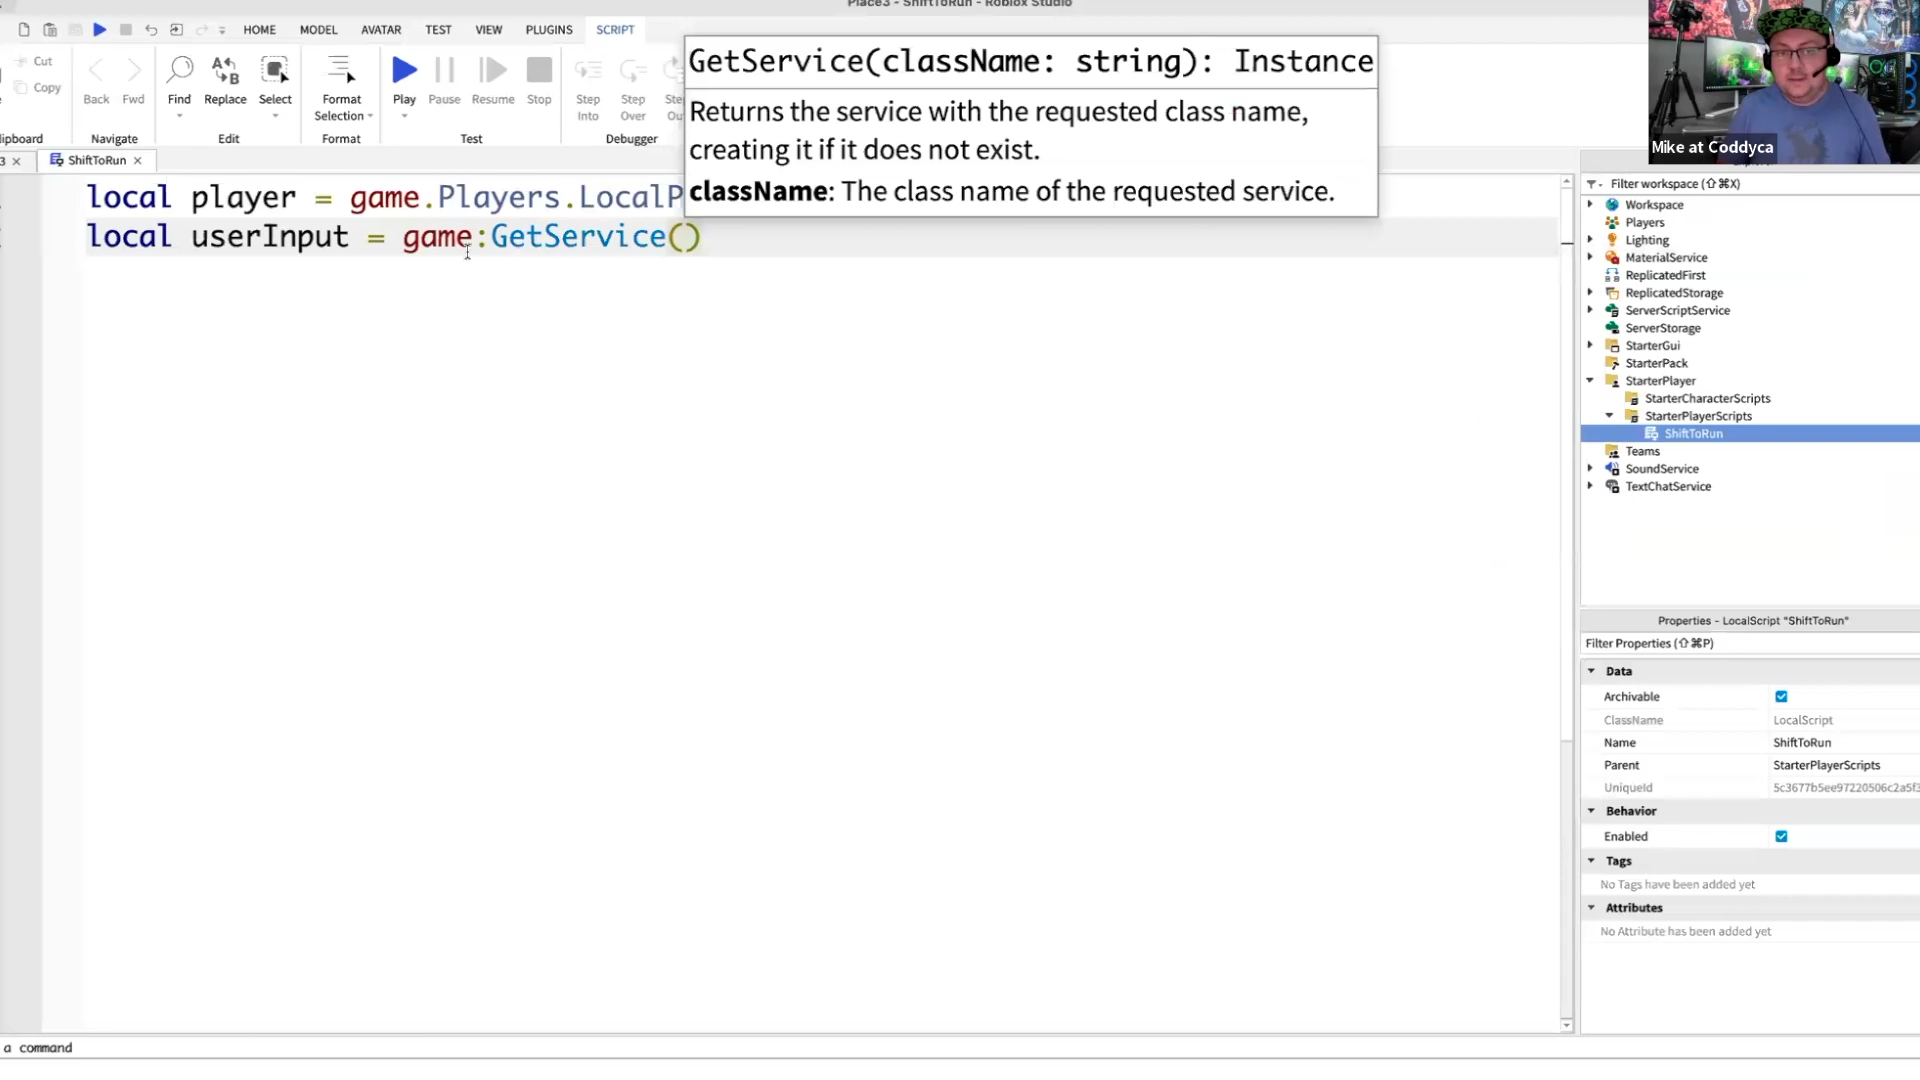 Place3 - ShiftToRun - Roblox Studio
HOME MODEL AVATAR TEST VIEW PLUGINS SCRIPT
Cut
Copy
Back Fwd
Find Replace Select
Format
Selection
Play Pause Resume Stop
Step
Into
Step
Over
Navigate Edit Format Test Debugger
GetService(className: string): Instance
Returns the service with the requested class name,
creating it if it does not exist.
className: The class name of the requested service.
Mike at Coddyca
3 × ShiftToRun ×
local player = game.Players.LocalP
local userInput = game:GetService()
Filter workspace (⇧⌘X)
Workspace
Players
Lighting
MaterialService
ReplicatedFirst
ReplicatedStorage
ServerScriptService
ServerStorage
StarterGui
StarterPack
StarterPlayer
StarterCharacterScripts
StarterPlayerScripts
ShiftToRun
Teams
SoundService
TextChatService
Properties - LocalScript "ShiftToRun"
Filter Properties (⇧⌘P)
Data
Archivable
ClassName LocalScript
Name ShiftToRun
Parent StarterPlayerScripts
UniqueId 5c3677b5ee97220506c2a5f3
Behavior
Enabled
Tags
No Tags have been added yet
Attributes
No Attribute has been added yet
a command